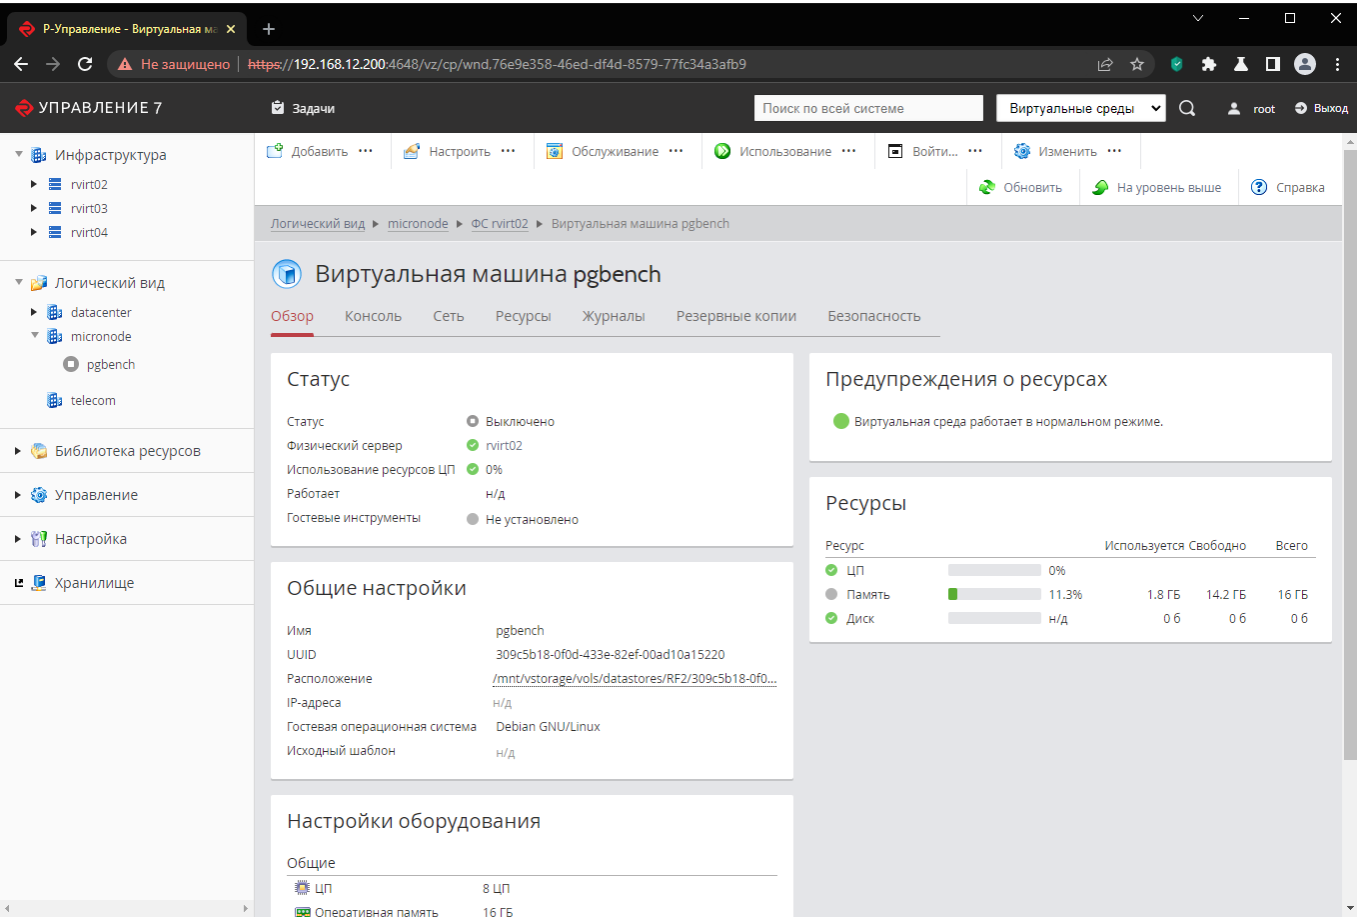 Р-Управление - Виртуальная ма
Не защищено https://192.168.12.200:4648/vz/cp/wnd,76e9e358-46ed-df4d-8579-77fc34a3afb9
УПРАВЛЕНИЕ 7
Задачи
Поиск по всей системе
Виртуальные среды
root
Выход
Инфраструктура
rvirt02
rvirt03
rvirt04
Логический вид
datacenter
micronode
pgbench
telecom
Библиотека ресурсов
Управление
Настройка
Хранилище
Добавить ••• Настроить ••• Обслуживание ••• Использование ••• Войти... ••• Изменить •••
Обновить На уровень выше Справка
Логический вид micronode ФС rvirt02 Виртуальная машина pgbench
Виртуальная машина pgbench
Обзор Консоль Сеть Ресурсы Журналы Резервные копии Безопасность
Статус
Статус Выключено
Физический сервер rvirt02
Использование ресурсов ЦП 0%
Работает н/д
Гостевые инструменты Не установлено
Общие настройки
Имя pgbench
UUID 309c5b18-0f0d-433e-82ef-00ad10a15220
Расположение /mnt/vstorage/vols/datastores/RF2/309c5b18-0f0...
IP-адреса н/д
Гостевая операционная система Debian GNU/Linux
Исходный шаблон н/д
Настройки оборудования
Общие
ЦП 8 ЦП
Оперативная память 16 ГБ
Предупреждения о ресурсах
Виртуальная среда работает в нормальном режиме.
Ресурсы
Ресурс Используется Свободно Всего
ЦП 0%
Память 11.3% 1.8 ГБ 14.2 ГБ 16 ГБ
Диск н/д 0 б 0 б 0 б